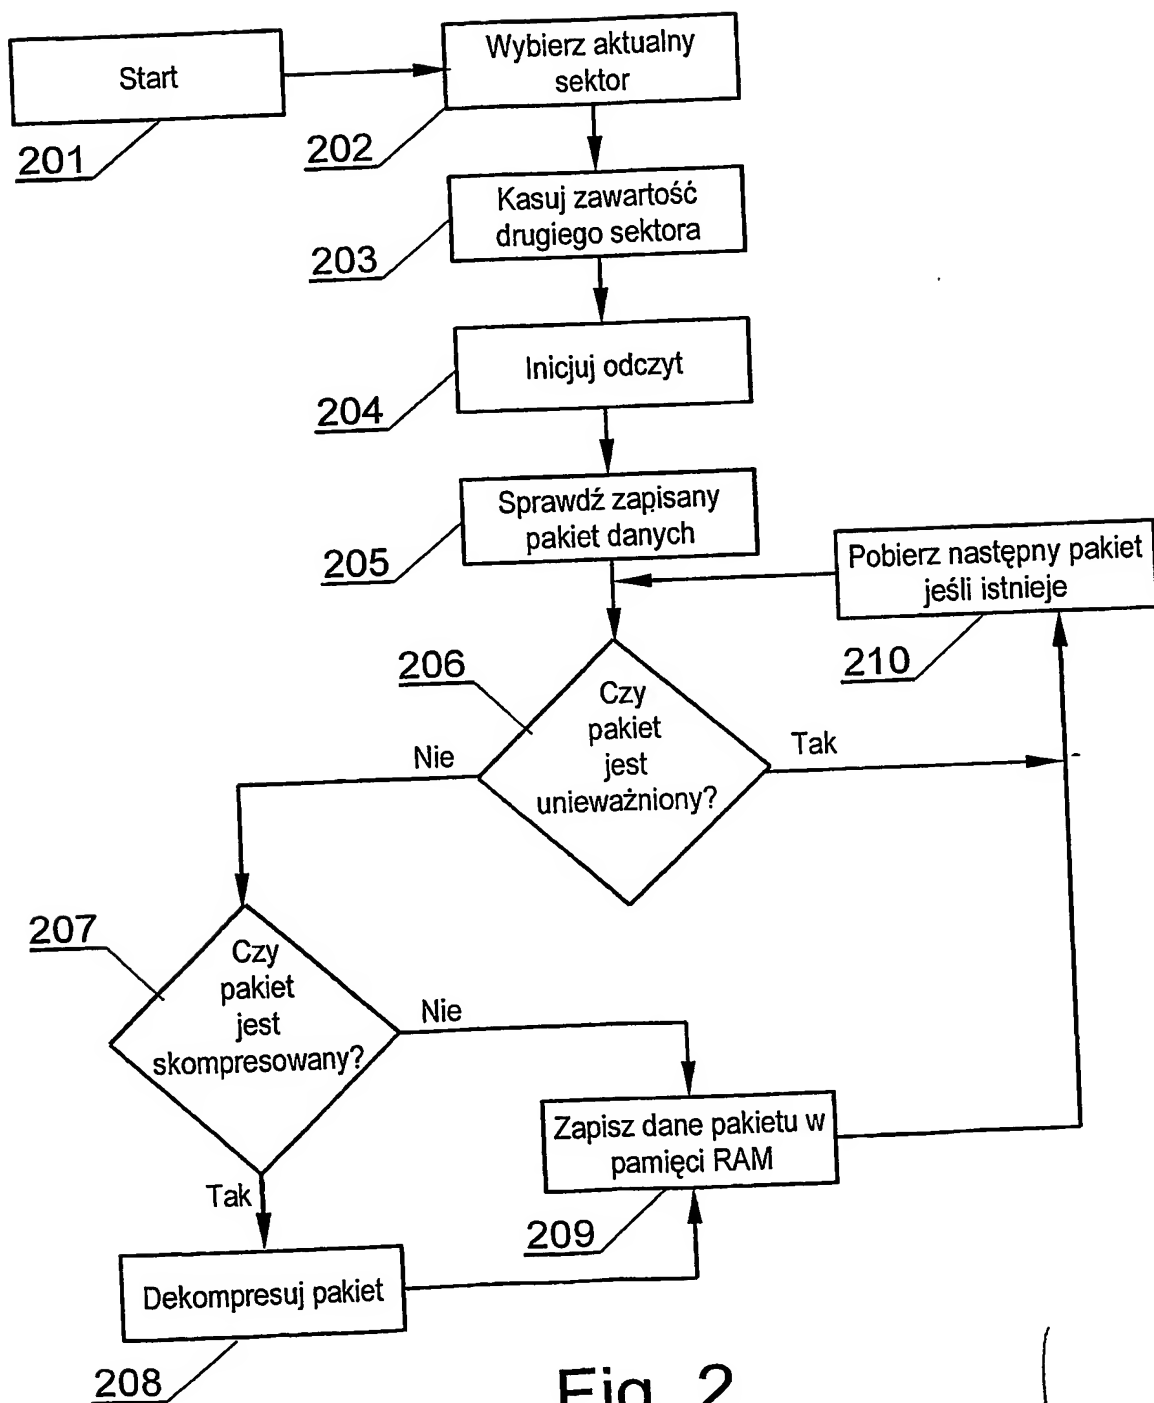 Start
201
Wybierz aktualny
sektor
202
Kasuj zawartość
drugiego sektora
203
Inicjuj odczyt
204
Sprawdź zapisany
pakiet danych
205
Pobierz następny pakiet
jeśli istnieje
210
206
Czy
pakiet
jest
unieważniony?
Nie
Tak
207
Czy
pakiet
jest
skompresowany?
Nie
Tak
Zapisz dane pakietu w
pamięci RAM
209
Dekompresuj pakiet
208
Fig. 2